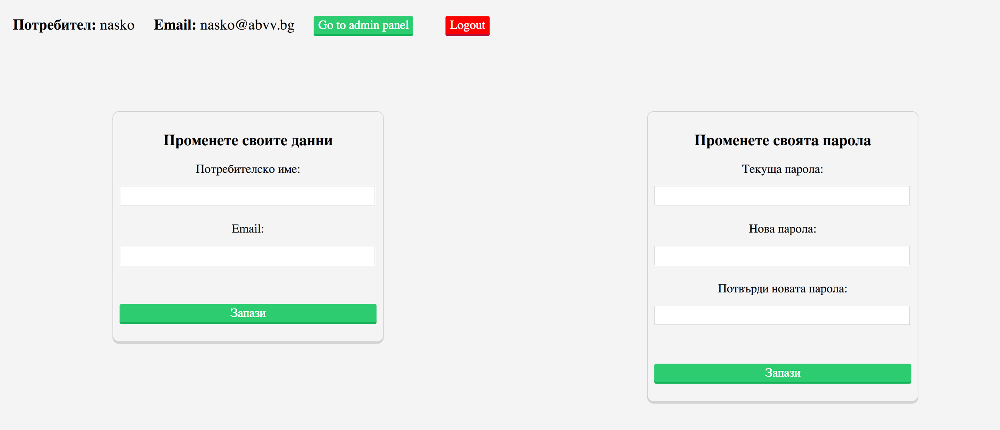 Потребител: nasko Email: nasko@abvv.bg Go to admin panel Logout
Променете своите данни
Потребителско име:
Email:
Запази
Променете своята парола
Текуща парола:
Нова парола:
Потвърди новата парола:
Запази